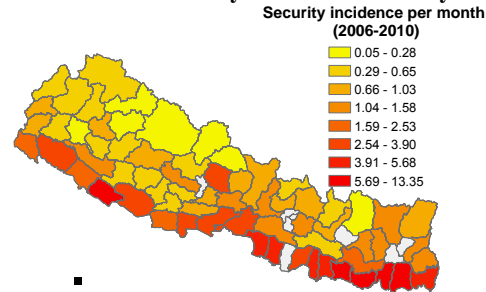 Security incidence per month
(2006-2010)
0.05 - 0.28
0.29 - 0.65
0.66 - 1.03
1.04 - 1.58
1.59 - 2.53
2.54 - 3.90
3.91 - 5.68
5.69 - 13.35